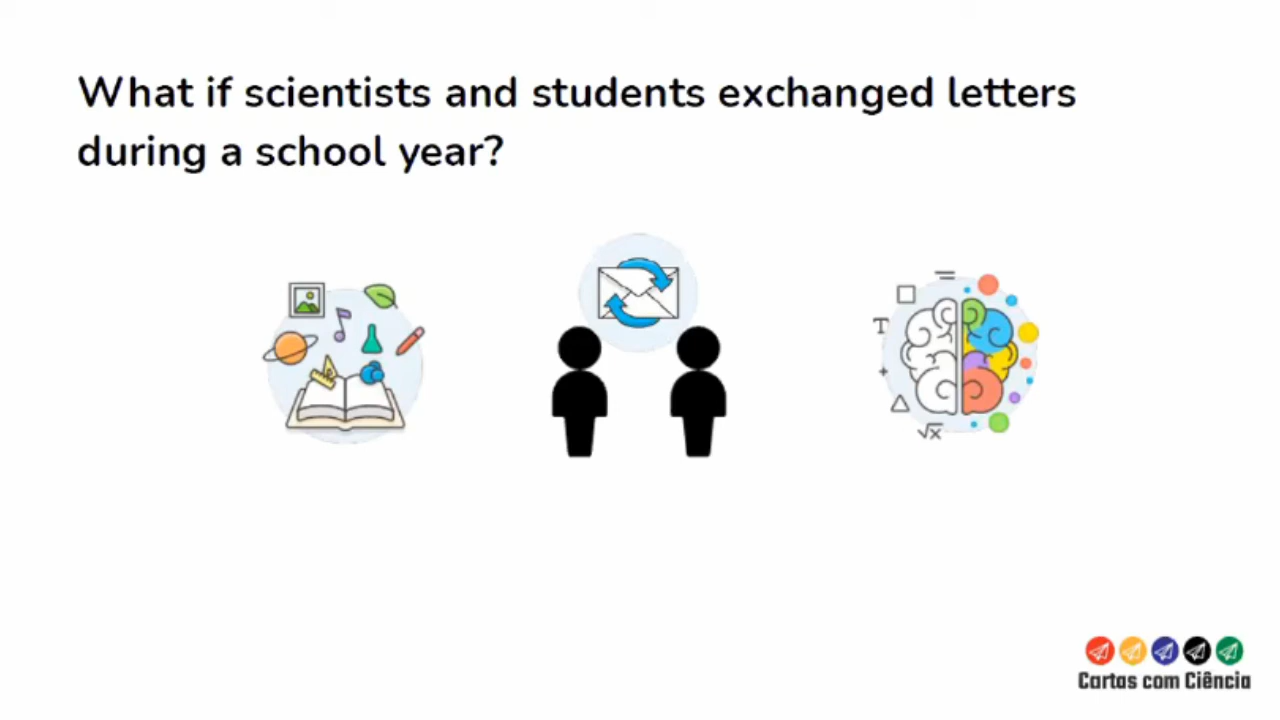 What if scientists and students exchanged letters
during a school year?
T
+
√x
Cartas com Ciência